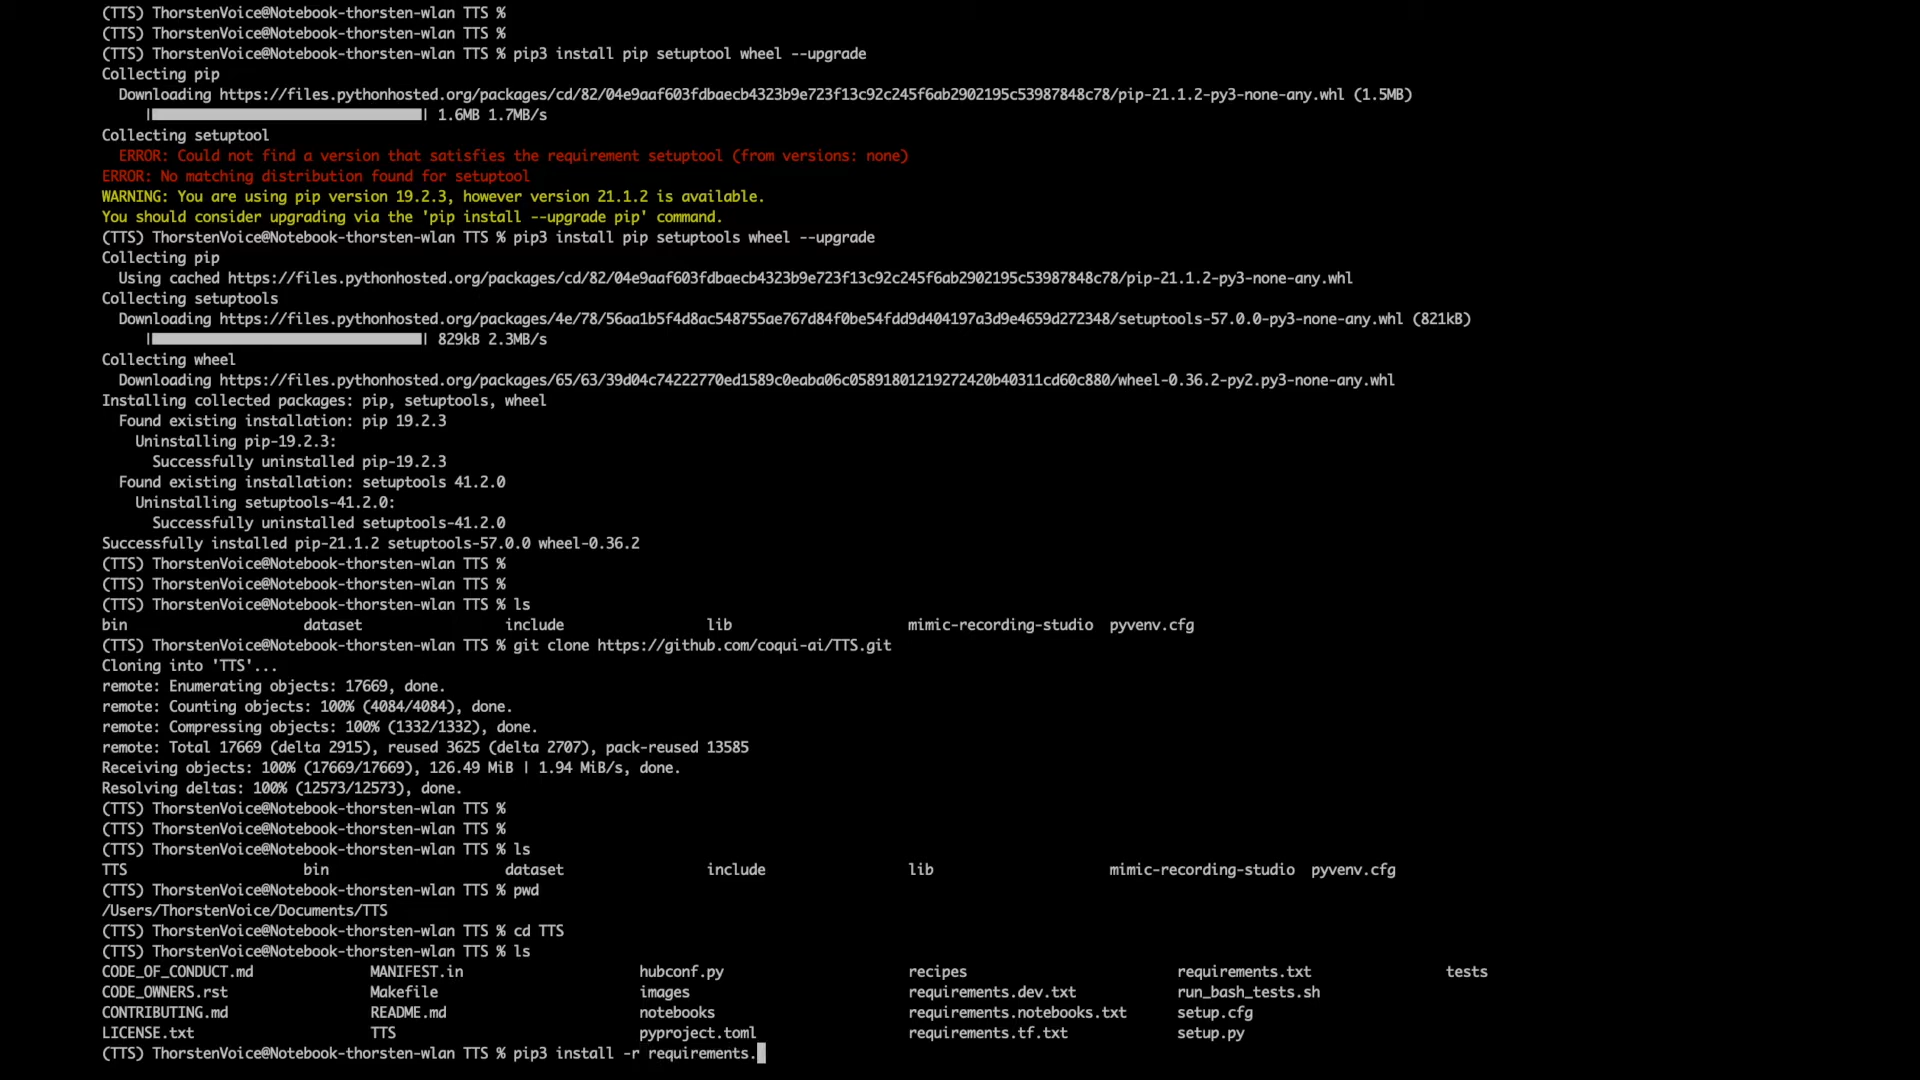 (TTS) ThorstenVoice@Notebook-thorsten-wlan TTS %
(TTS) ThorstenVoice@Notebook-thorsten-wlan TTS %
(TTS) ThorstenVoice@Notebook-thorsten-wlan TTS % pip3 install pip setuptool wheel --upgrade
Collecting pip
Downloading https://files.pythonhosted.org/packages/cd/82/04e9aaf603fdbaecb4323b9e723f13c92c245f6ab2902195c53987848c78/pip-21.1.2-py3-none-any.whl (1.5MB)
|████████████████████████████████| 1.6MB 1.7MB/s
Collecting setuptool
ERROR: Could not find a version that satisfies the requirement setuptool (from versions: none)
ERROR: No matching distribution found for setuptool
WARNING: You are using pip version 19.2.3, however version 21.1.2 is available.
You should consider upgrading via the 'pip install --upgrade pip' command.
(TTS) ThorstenVoice@Notebook-thorsten-wlan TTS % pip3 install pip setuptools wheel --upgrade
Collecting pip
Using cached https://files.pythonhosted.org/packages/cd/82/04e9aaf603fdbaecb4323b9e723f13c92c245f6ab2902195c53987848c78/pip-21.1.2-py3-none-any.whl
Collecting setuptools
Downloading https://files.pythonhosted.org/packages/4e/78/56aa1b5f4d8ac548755ae767d84f0be54fdd9d404197a3d9e4659d272348/setuptools-57.0.0-py3-none-any.whl (821kB)
|████████████████████████████████| 829kB 2.3MB/s
Collecting wheel
Downloading https://files.pythonhosted.org/packages/65/63/39d04c74222770ed1589c0eaba06c05891801219272420b40311cd60c880/wheel-0.36.2-py2.py3-none-any.whl
Installing collected packages: pip, setuptools, wheel
Found existing installation: pip 19.2.3
Uninstalling pip-19.2.3:
Successfully uninstalled pip-19.2.3
Found existing installation: setuptools 41.2.0
Uninstalling setuptools-41.2.0:
Successfully uninstalled setuptools-41.2.0
Successfully installed pip-21.1.2 setuptools-57.0.0 wheel-0.36.2
(TTS) ThorstenVoice@Notebook-thorsten-wlan TTS %
(TTS) ThorstenVoice@Notebook-thorsten-wlan TTS %
(TTS) ThorstenVoice@Notebook-thorsten-wlan TTS % ls
bin dataset include lib mimic-recording-studio pyvenv.cfg
(TTS) ThorstenVoice@Notebook-thorsten-wlan TTS % git clone https://github.com/coqui-ai/TTS.git
Cloning into 'TTS'...
remote: Enumerating objects: 17669, done.
remote: Counting objects: 100% (4084/4084), done.
remote: Compressing objects: 100% (1332/1332), done.
remote: Total 17669 (delta 2915), reused 3625 (delta 2707), pack-reused 13585
Receiving objects: 100% (17669/17669), 126.49 MiB | 1.94 MiB/s, done.
Resolving deltas: 100% (12573/12573), done.
(TTS) ThorstenVoice@Notebook-thorsten-wlan TTS %
(TTS) ThorstenVoice@Notebook-thorsten-wlan TTS %
(TTS) ThorstenVoice@Notebook-thorsten-wlan TTS % ls
TTS bin dataset include lib mimic-recording-studio pyvenv.cfg
(TTS) ThorstenVoice@Notebook-thorsten-wlan TTS % pwd
/Users/ThorstenVoice/Documents/TTS
(TTS) ThorstenVoice@Notebook-thorsten-wlan TTS % cd TTS
(TTS) ThorstenVoice@Notebook-thorsten-wlan TTS % ls
CODE_OF_CONDUCT.md MANIFEST.in hubconf.py recipes requirements.txt tests
CODE_OWNERS.rst Makefile images requirements.dev.txt run_bash_tests.sh
CONTRIBUTING.md README.md notebooks requirements.notebooks.txt setup.cfg
LICENSE.txt TTS pyproject.toml requirements.tf.txt setup.py
(TTS) ThorstenVoice@Notebook-thorsten-wlan TTS % pip3 install -r requirements.